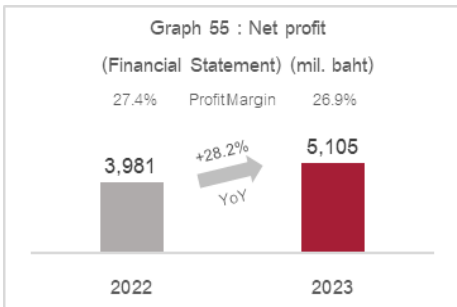 Graph 55 : Net profit
(Financial Statement) (mil. baht)
27.4% ProfitMargin 26.9%
5,105
3,981
+28.2%
YoY
2022 2023